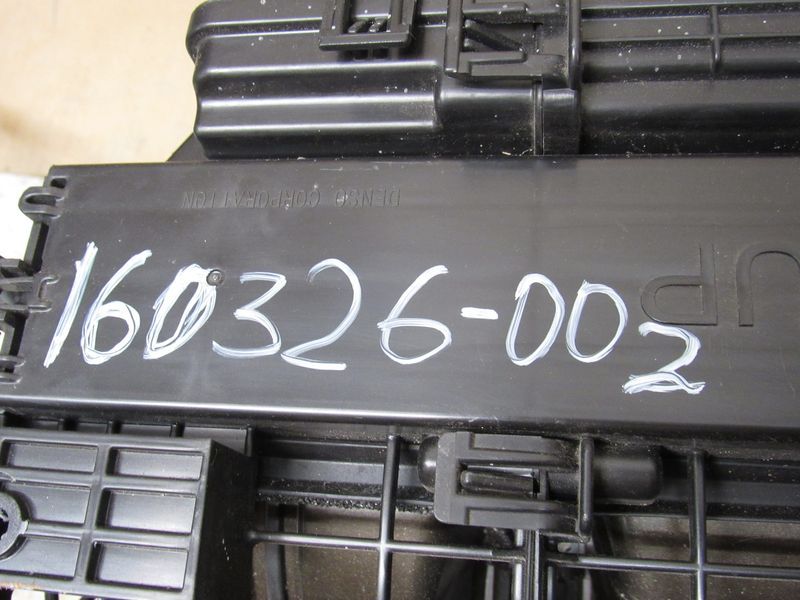 DENSO CORPORATION
UP
160326-002